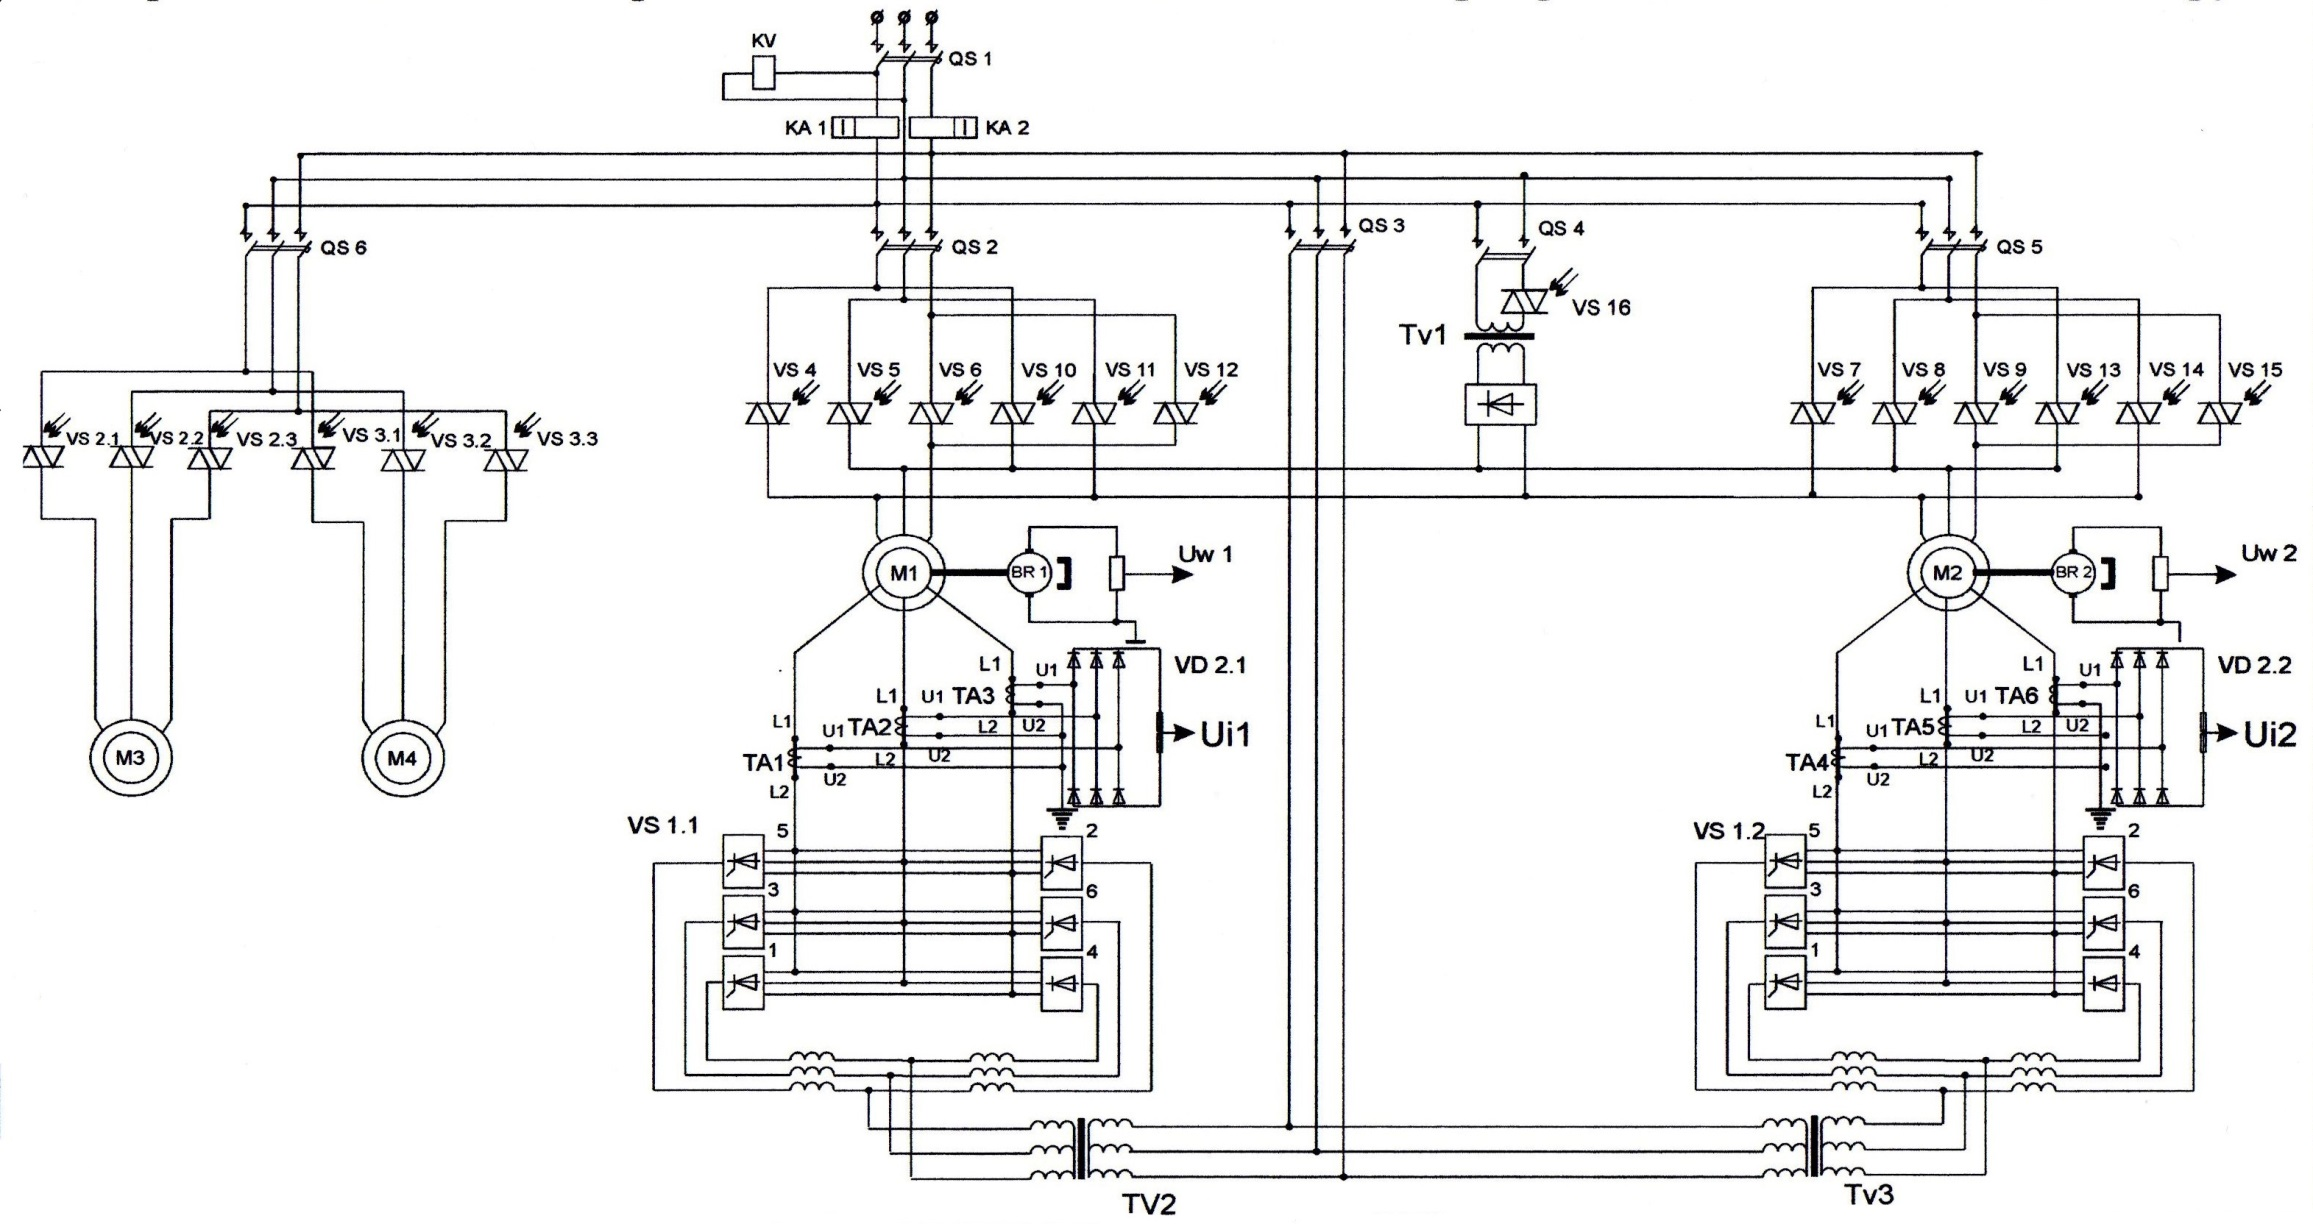 KV
QS 1
KA 1
KA 2
QS 6
QS 2
QS 3
QS 4
QS 5
VS 16
Tv1
VS 4
VS 5
VS 6
VS 10
VS 11
VS 12
VS 7
VS 8
VS 9
VS 13
VS 14
VS 15
VS 2.1
VS 2.2
VS 2.3
VS 3.1
VS 3.2
VS 3.3
M1
BR 1
Uw 1
M2
BR 2
Uw 2
M3
M4
L1
U1
VD 2.1
L1
U1
TA3
L1
U1
TA2
L2
U2
Ui1
TA1
U2
L2
U2
L2
L1
U1
VD 2.2
L1
U1
TA6
L1
U1
TA5
L2
U2
Ui2
TA4
U2
L2
U2
L2
VS 1.1
5
2
3
6
1
4
VS 1.2
5
2
3
6
1
4
TV2
Tv3